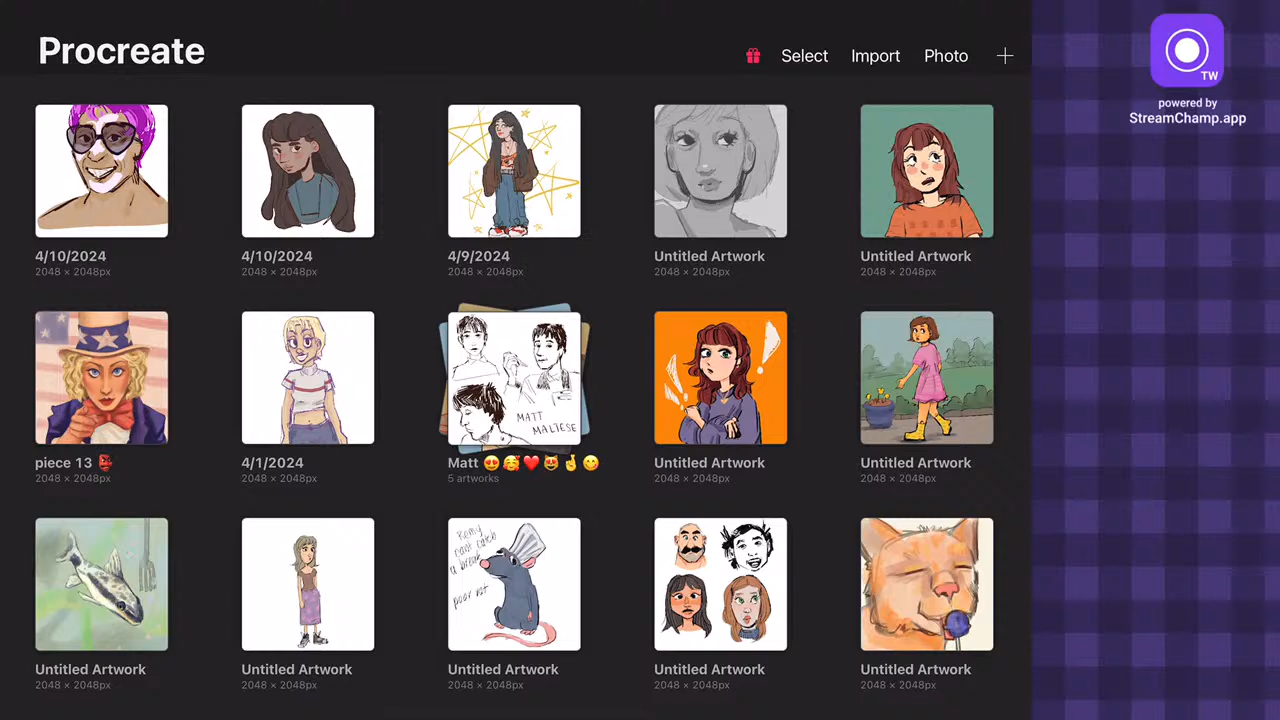 Procreate
Select
Import
Photo
TW
powered by
StreamChamp.app
4/10/2024
2048 × 2048px
4/10/2024
2048 × 2048px
4/9/2024
2048 × 2048px
Untitled Artwork
2048 × 2048px
Untitled Artwork
2048 × 2048px
MATT
MALTESE
piece 13 👺
2048 × 2048px
4/1/2024
2048 × 2048px
Matt 😍🥰❤️😻🤞😋
5 artworks
Untitled Artwork
2048 × 2048px
Untitled Artwork
2048 × 2048px
Remy
cant catch
a break
poor rat
Untitled Artwork
2048 × 2048px
Untitled Artwork
2048 × 2048px
Untitled Artwork
2048 × 2048px
Untitled Artwork
2048 × 2048px
Untitled Artwork
2048 × 2048px